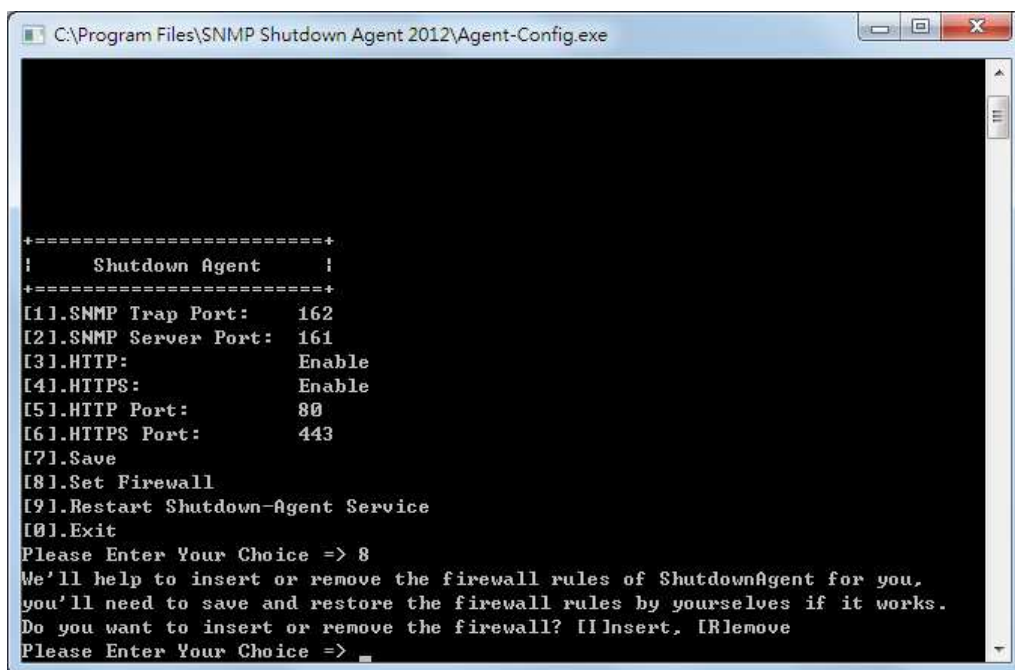 C:\Program Files\SNMP Shutdown Agent 2012\Agent-Config.exe
+========================+
|     Shutdown Agent     |
+========================+
[1].SNMP Trap Port:    162
[2].SNMP Server Port:  161
[3].HTTP:              Enable
[4].HTTPS:             Enable
[5].HTTP Port:         80
[6].HTTPS Port:        443
[7].Save
[8].Set Firewall
[9].Restart Shutdown-Agent Service
[0].Exit
Please Enter Your Choice => 8
We'll help to insert or remove the firewall rules of ShutdownAgent for you,
you'll need to save and restore the firewall rules by yourselves if it works.
Do you want to insert or remove the firewall? [I]nsert, [R]emove
Please Enter Your Choice => _